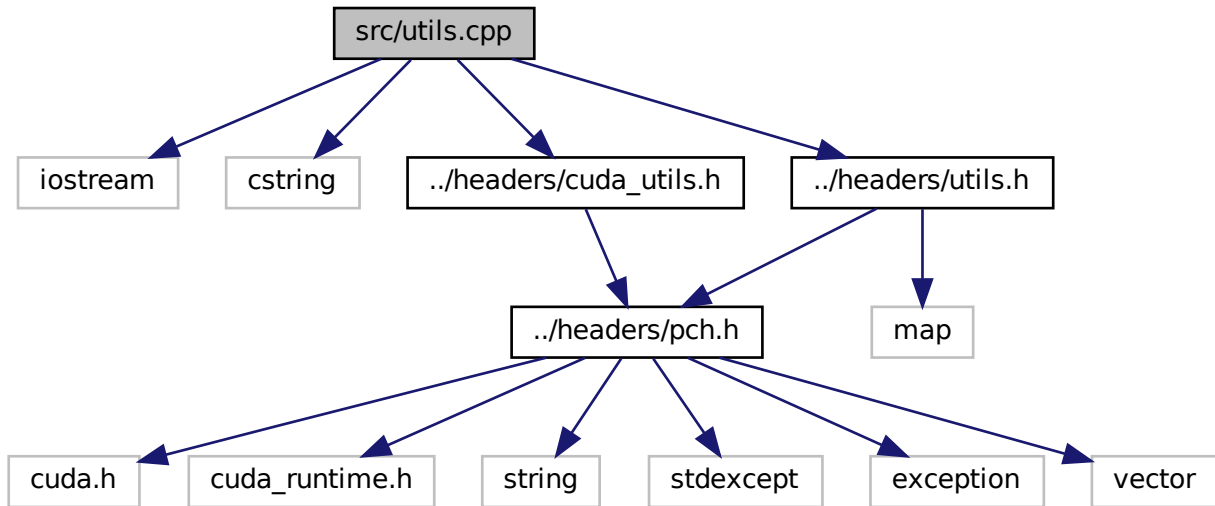 src/utils.cpp
iostream
cstring
../headers/cuda_utils.h
../headers/utils.h
../headers/pch.h
map
cuda.h
cuda_runtime.h
string
stdexcept
exception
vector